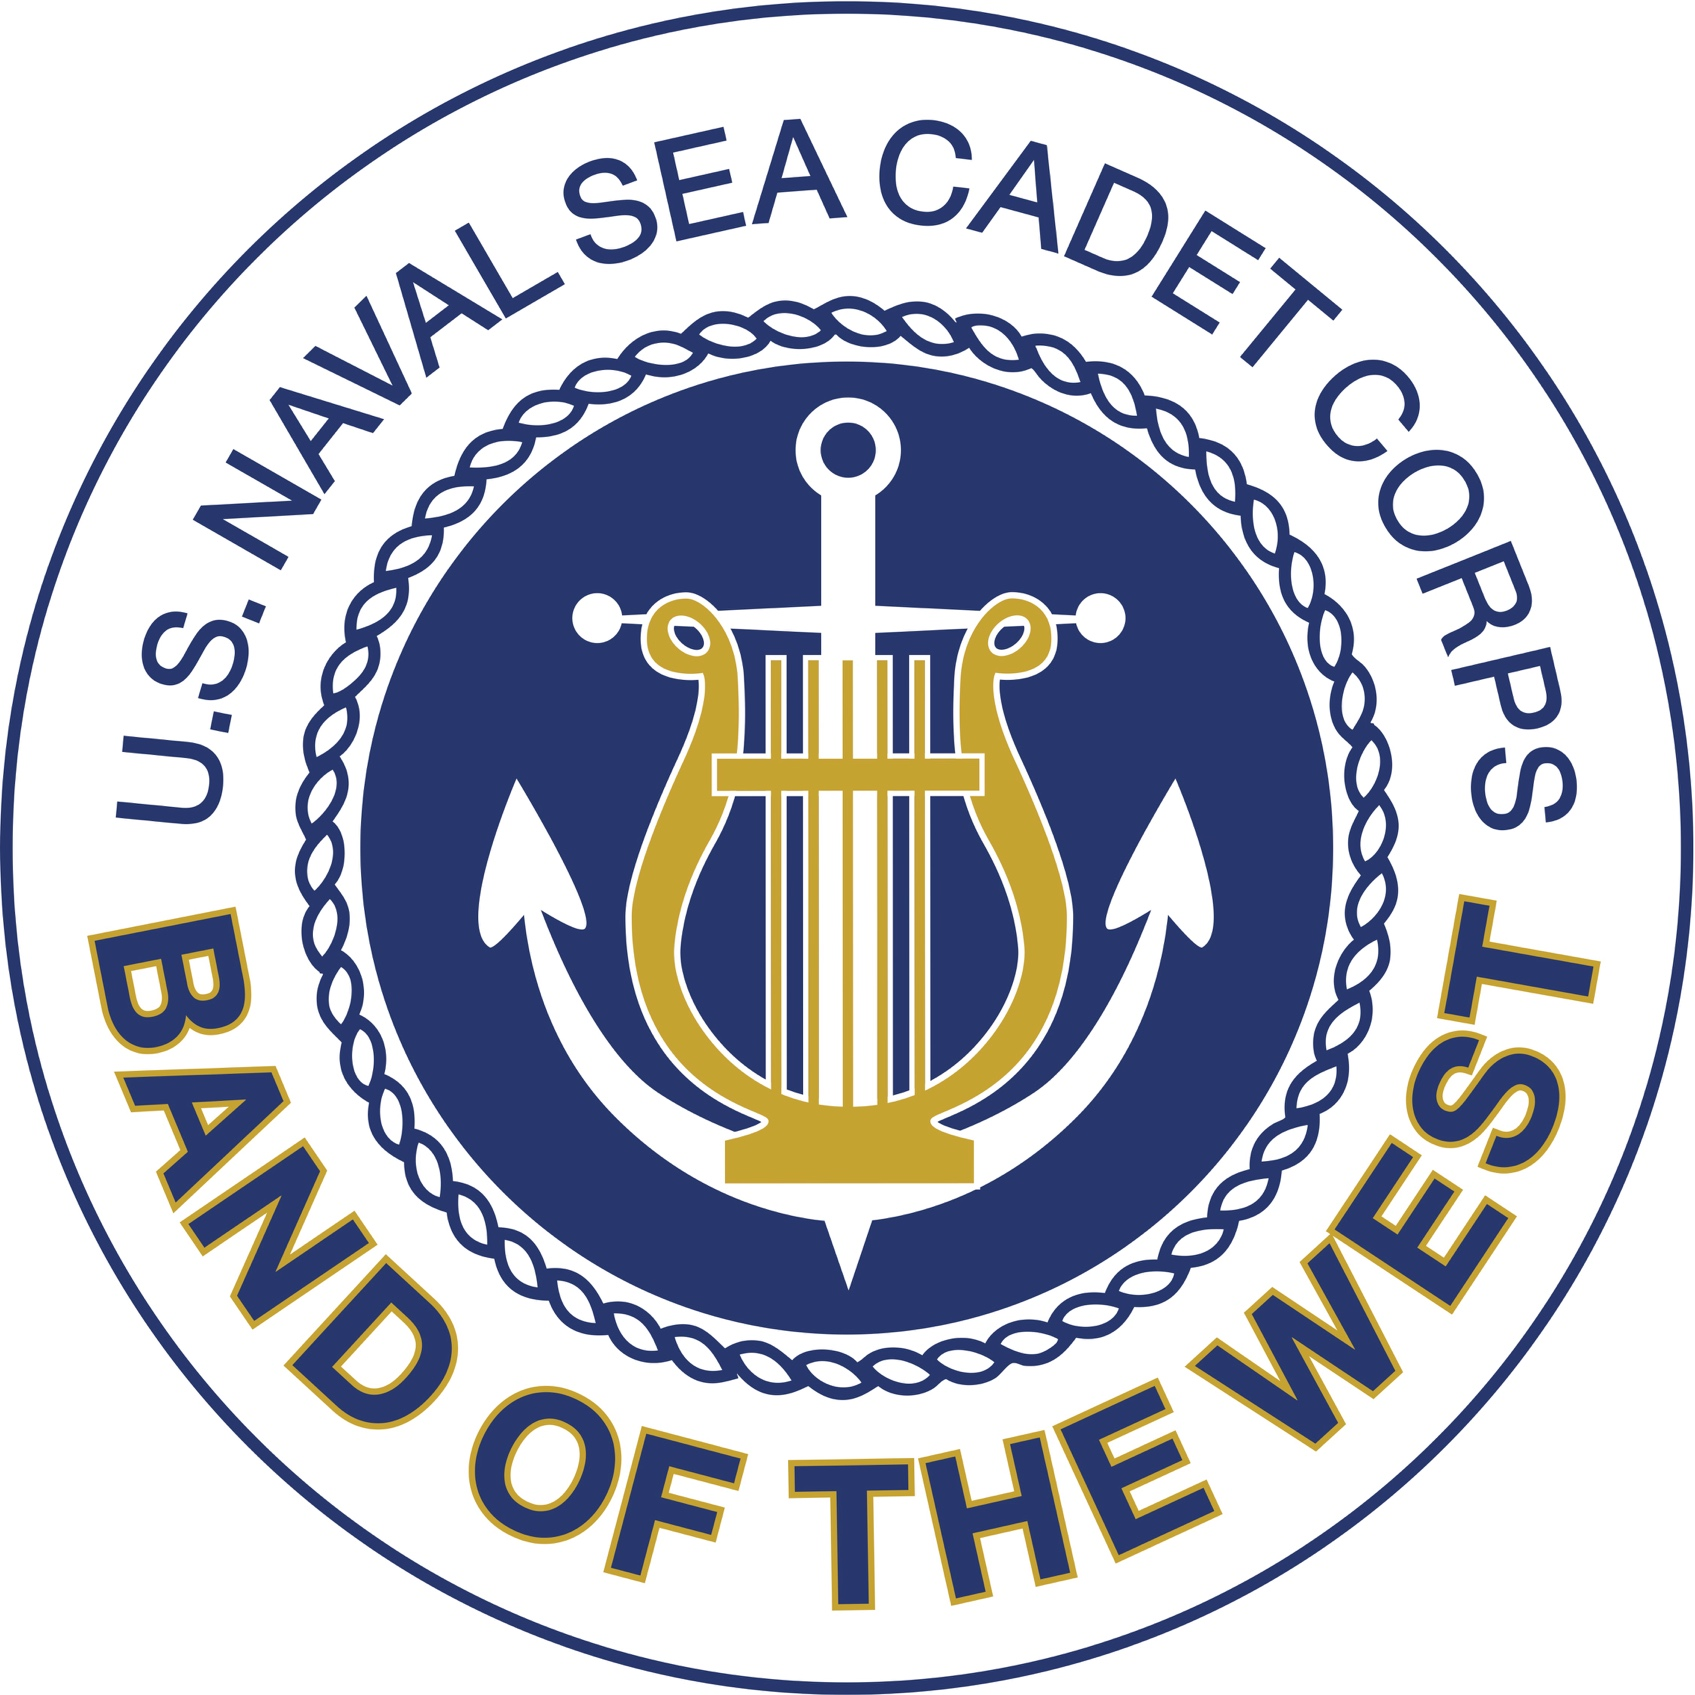 U.S. NAVAL SEA CADET CORPS
BAND OF THE WEST